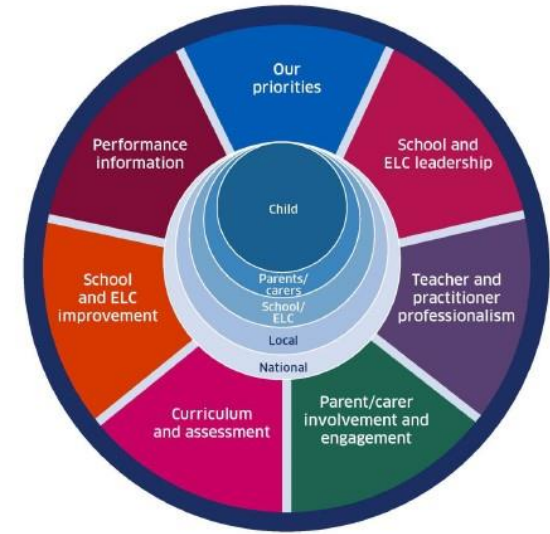 Our
priorities
School and
ELC leadership
Teacher and
practitioner
professionalism
Parent/carer
involvement and
engagement
Curriculum
and assessment
School
and ELC
improvement
Performance
information
Child
Parents/
carers
School/
ELC
Local
National